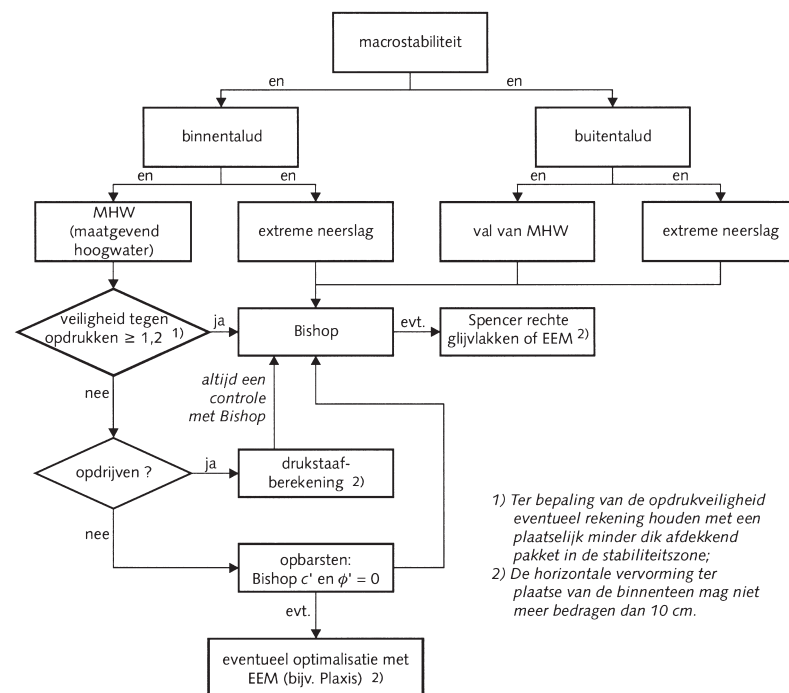 macrostabiliteit
en
en
binnentalud
buitentalud
en
en
en
en
MHW
(maatgevend
hoogwater)
extreme neerslag
val van MHW
extreme neerslag
veiligheid tegen
opdrukken ≥ 1,2 1)
ja
Bishop
evt.
Spencer rechte
glijvlakken of EEM 2)
nee
altijd een
controle
met Bishop
opdrijven ?
ja
drukstaaf-
berekening 2)
nee
opbarsten:
Bishop c' en ϕ' = 0
evt.
eventueel optimalisatie met
EEM (bijv. Plaxis) 2)
1) Ter bepaling van de opdrukveiligheid
eventueel rekening houden met een
plaatselijk minder dik afdekkend
pakket in de stabiliteitszone;
2) De horizontale vervorming ter
plaatse van de binnenteen mag niet
meer bedragen dan 10 cm.